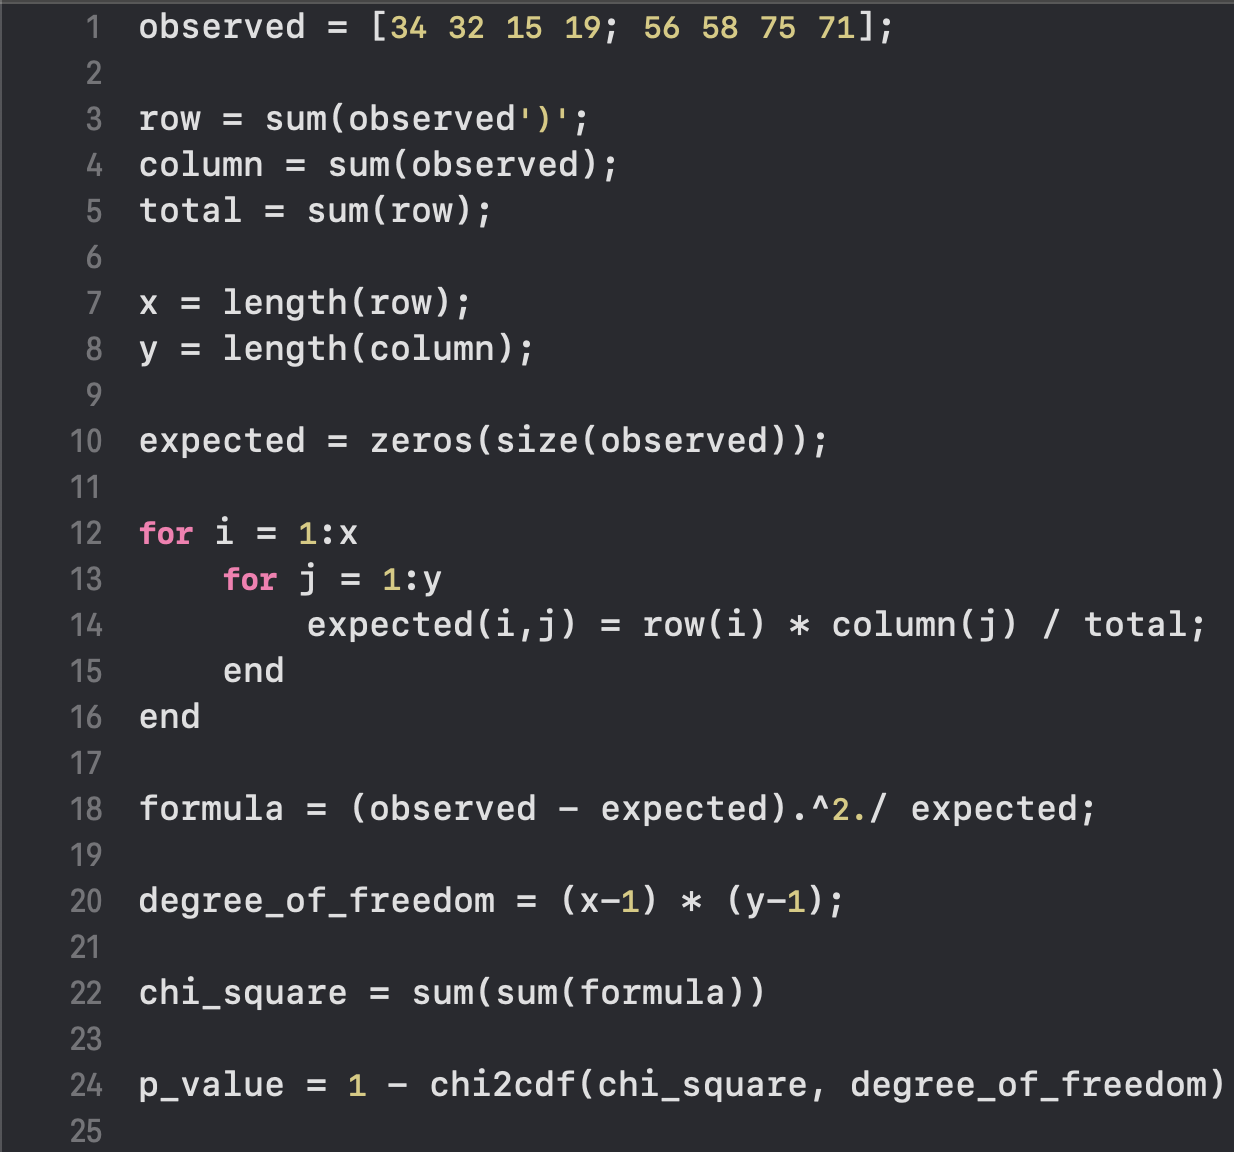 1 observed = [34 32 15 19; 56 58 75 71];
2
3 row = sum(observed')';
4 column = sum(observed);
5 total = sum(row);
6
7 x = length(row);
8 y = length(column);
9
10 expected = zeros(size(observed));
11
12 for i = 1:x
13     for j = 1:y
14         expected(i,j) = row(i) * column(j) / total;
15     end
16 end
17
18 formula = (observed - expected).^2./ expected;
19
20 degree_of_freedom = (x-1) * (y-1);
21
22 chi_square = sum(sum(formula))
23
24 p_value = 1 - chi2cdf(chi_square, degree_of_freedom)
25